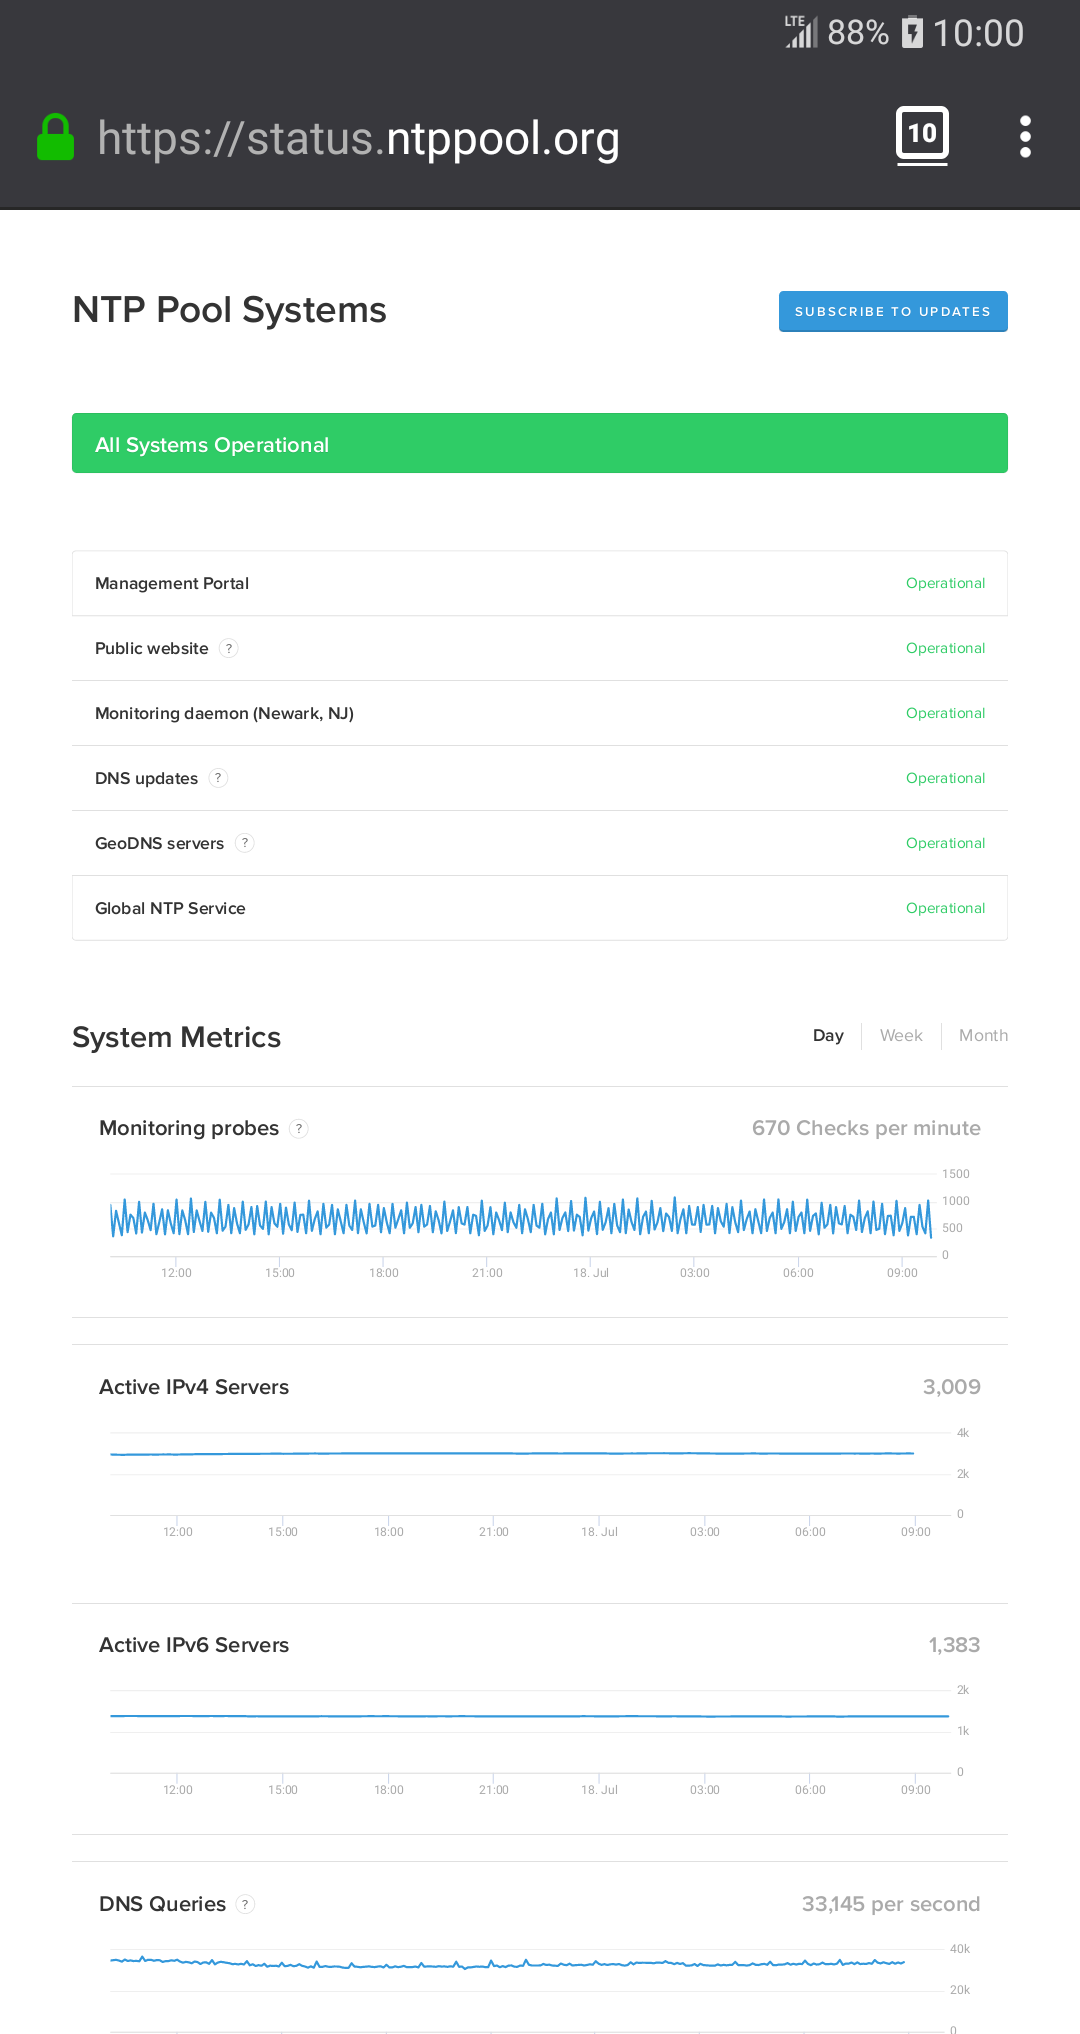 LTE 88% 10:00
https://status.ntppool.org 10
NTP Pool Systems SUBSCRIBE TO UPDATES
All Systems Operational
Management Portal Operational
Public website ? Operational
Monitoring daemon (Newark, NJ) Operational
DNS updates ? Operational
GeoDNS servers ? Operational
Global NTP Service Operational
System Metrics Day Week Month
Monitoring probes ? 670 Checks per minute
1500
1000
500
0
12:00 15:00 18:00 21:00 18. Jul 03:00 06:00 09:00
Active IPv4 Servers 3,009
4k
2k
0
12:00 15:00 18:00 21:00 18. Jul 03:00 06:00 09:00
Active IPv6 Servers 1,383
2k
1k
0
12:00 15:00 18:00 21:00 18. Jul 03:00 06:00 09:00
DNS Queries ? 33,145 per second
40k
20k
0